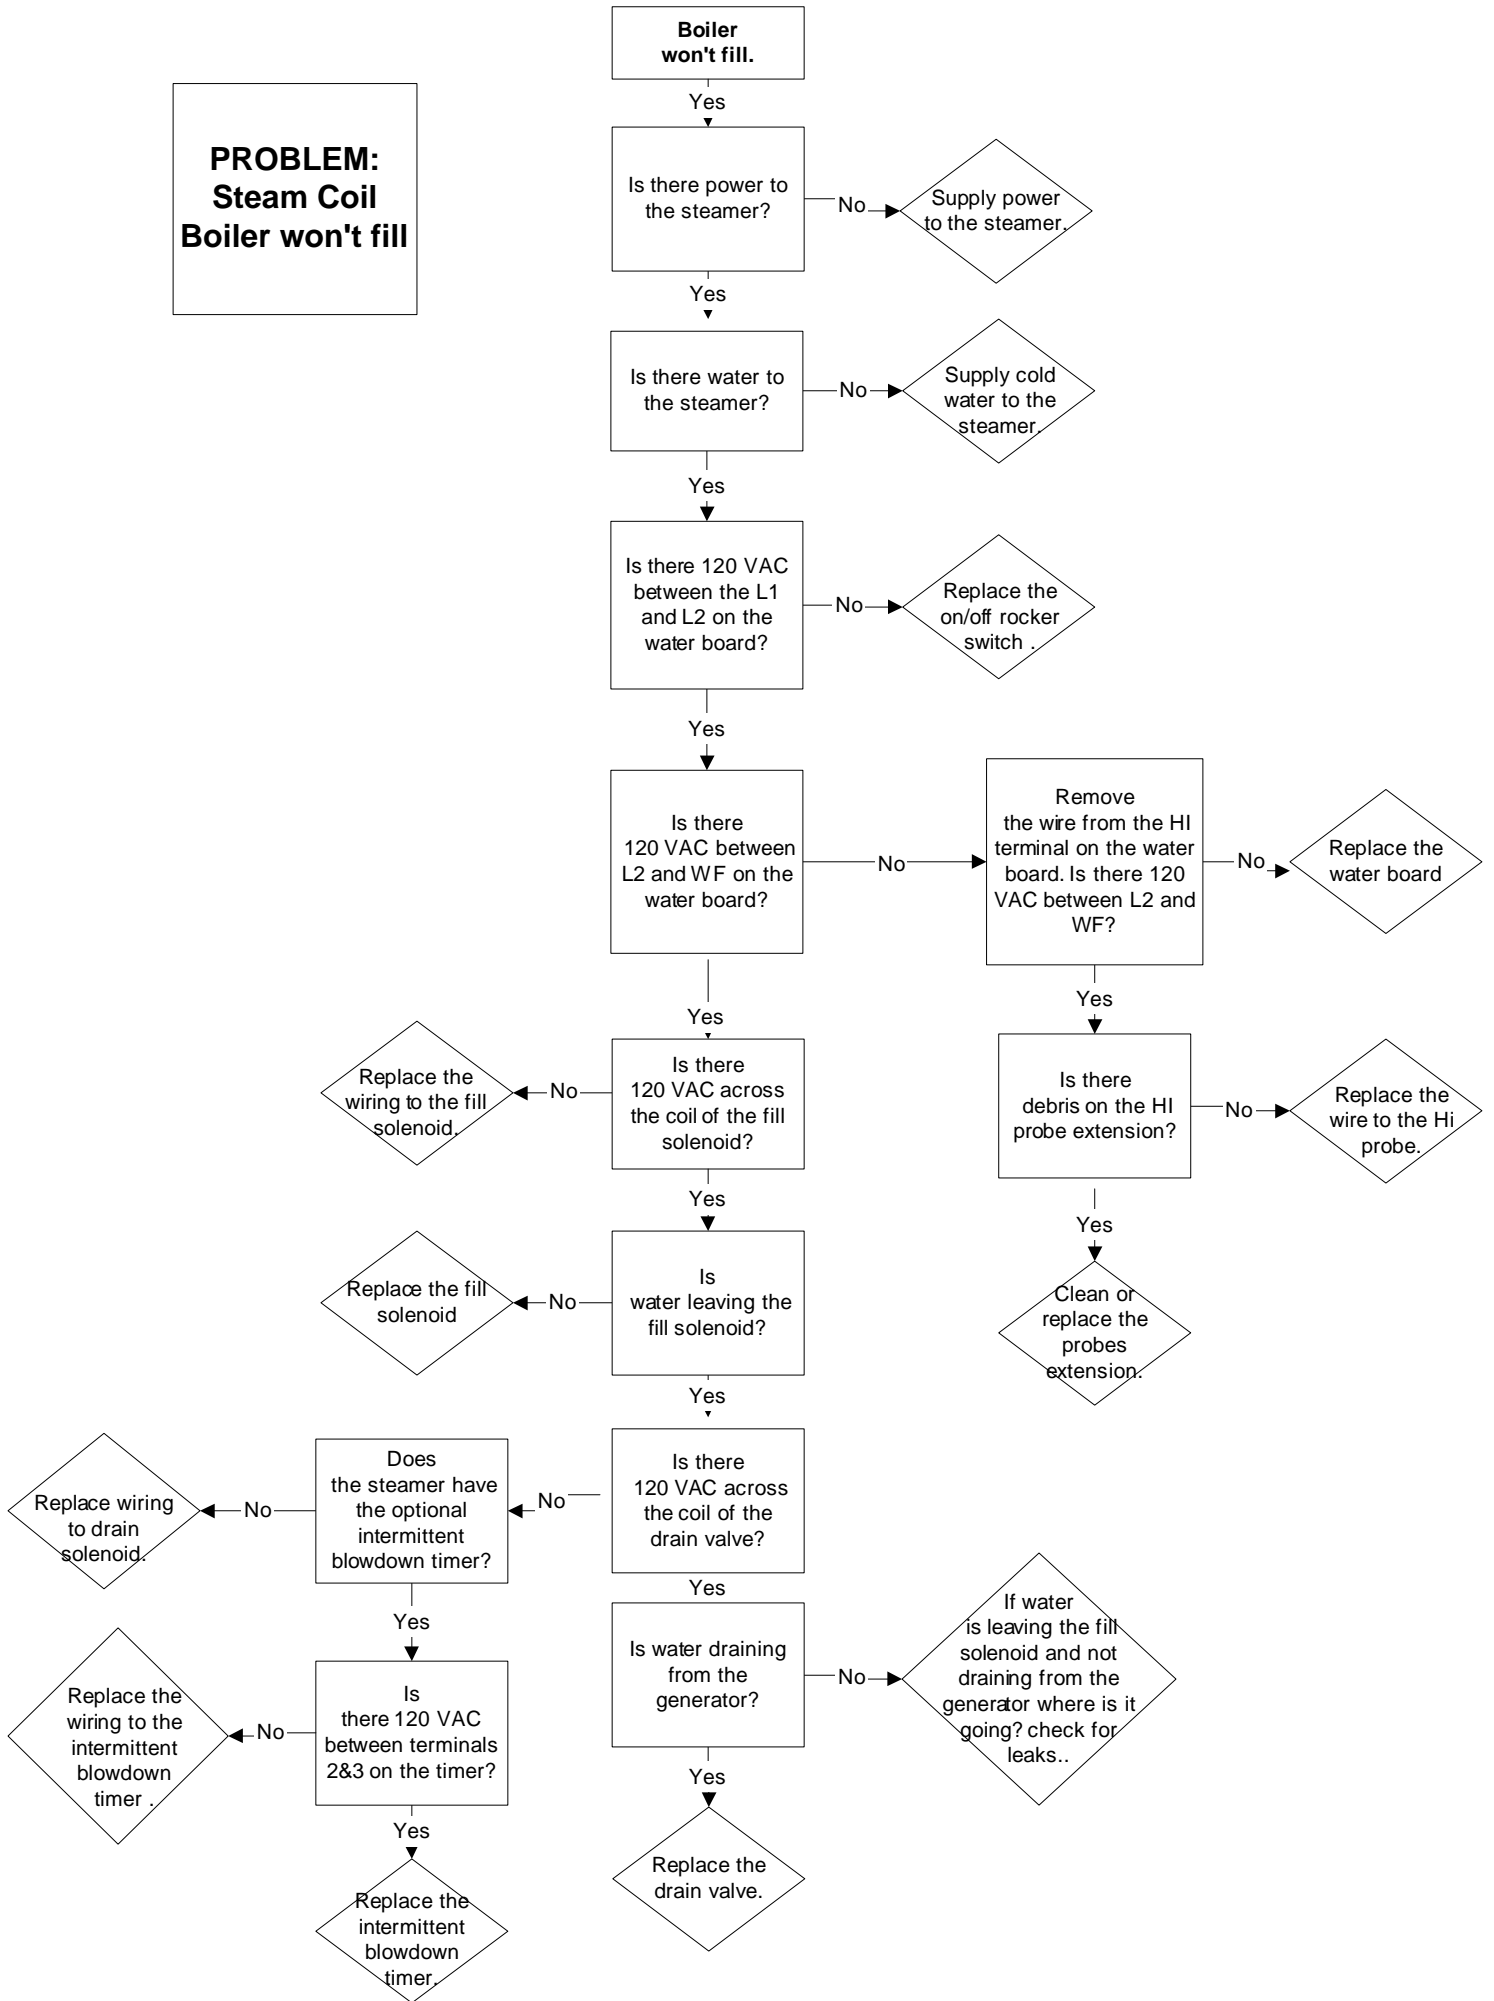 Boiler
won't fill.
Yes
PROBLEM:
Steam Coil
Boiler won't fill
Is there power to
the steamer?
No
Supply power
to the steamer.
Yes
Is there water to
the steamer?
No
Supply cold
water to the
steamer.
Yes
Is there 120 VAC
between the L1
and L2 on the
water board?
No
Replace the
on/off rocker
switch .
Yes
Is there
120 VAC between
L2 and WF on the
water board?
No
Remove
the wire from the HI
terminal on the water
board. Is there 120
VAC between L2 and
WF?
No
Replace the
water board
Yes
Is there
debris on the HI
probe extension?
No
Replace the
wire to the Hi
probe.
Yes
Clean or
replace the
probes
extension.
Yes
Is there
120 VAC across
the coil of the fill
solenoid?
No
Replace the
wiring to the fill
solenoid.
Yes
Is
water leaving the
fill solenoid?
No
Replace the fill
solenoid
Yes
Is there
120 VAC across
the coil of the
drain valve?
No
Does
the steamer have
the optional
intermittent
blowdown timer?
No
Replace wiring
to drain
solenoid.
Yes
Is
there 120 VAC
between terminals
2&3 on the timer?
No
Replace the
wiring to the
intermittent
blowdown
timer .
Yes
Replace the
intermittent
blowdown
timer.
Yes
Is water draining
from the
generator?
No
If water
is leaving the fill
solenoid and not
draining from the
generator where is it
going? check for
leaks..
Yes
Replace the
drain valve.